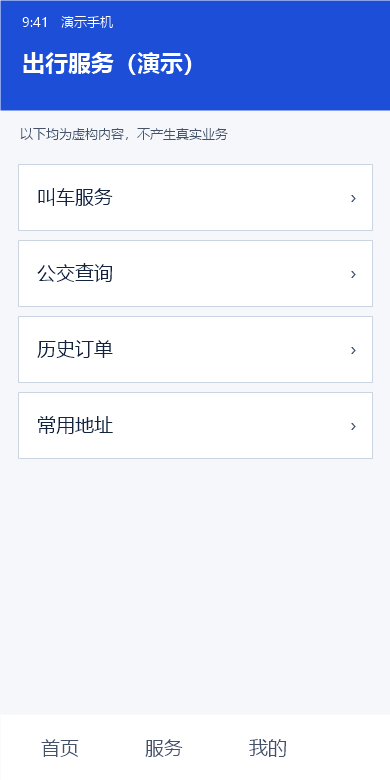 9:41 演示手机
出行服务（演示）
以下均为虚构内容，不产生真实业务
叫车服务 ›
公交查询 ›
历史订单 ›
常用地址 ›
首页 服务 我的